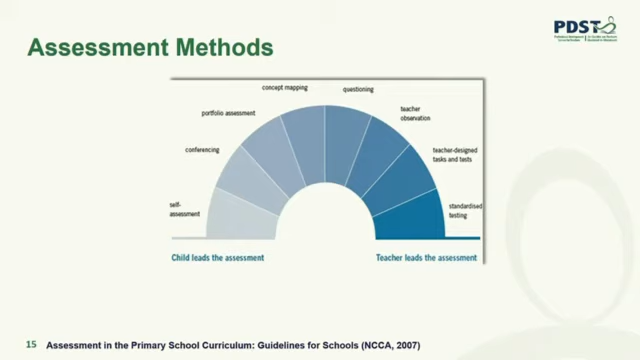 PDST
Assessment Methods
concept mapping
questioning
portfolio assessment
teacher
observation
conferencing
teacher-designed
tasks and tests
self-
assessment
standardised
testing
Child leads the assessment
Teacher leads the assessment
15 Assessment in the Primary School Curriculum: Guidelines for Schools (NCCA, 2007)